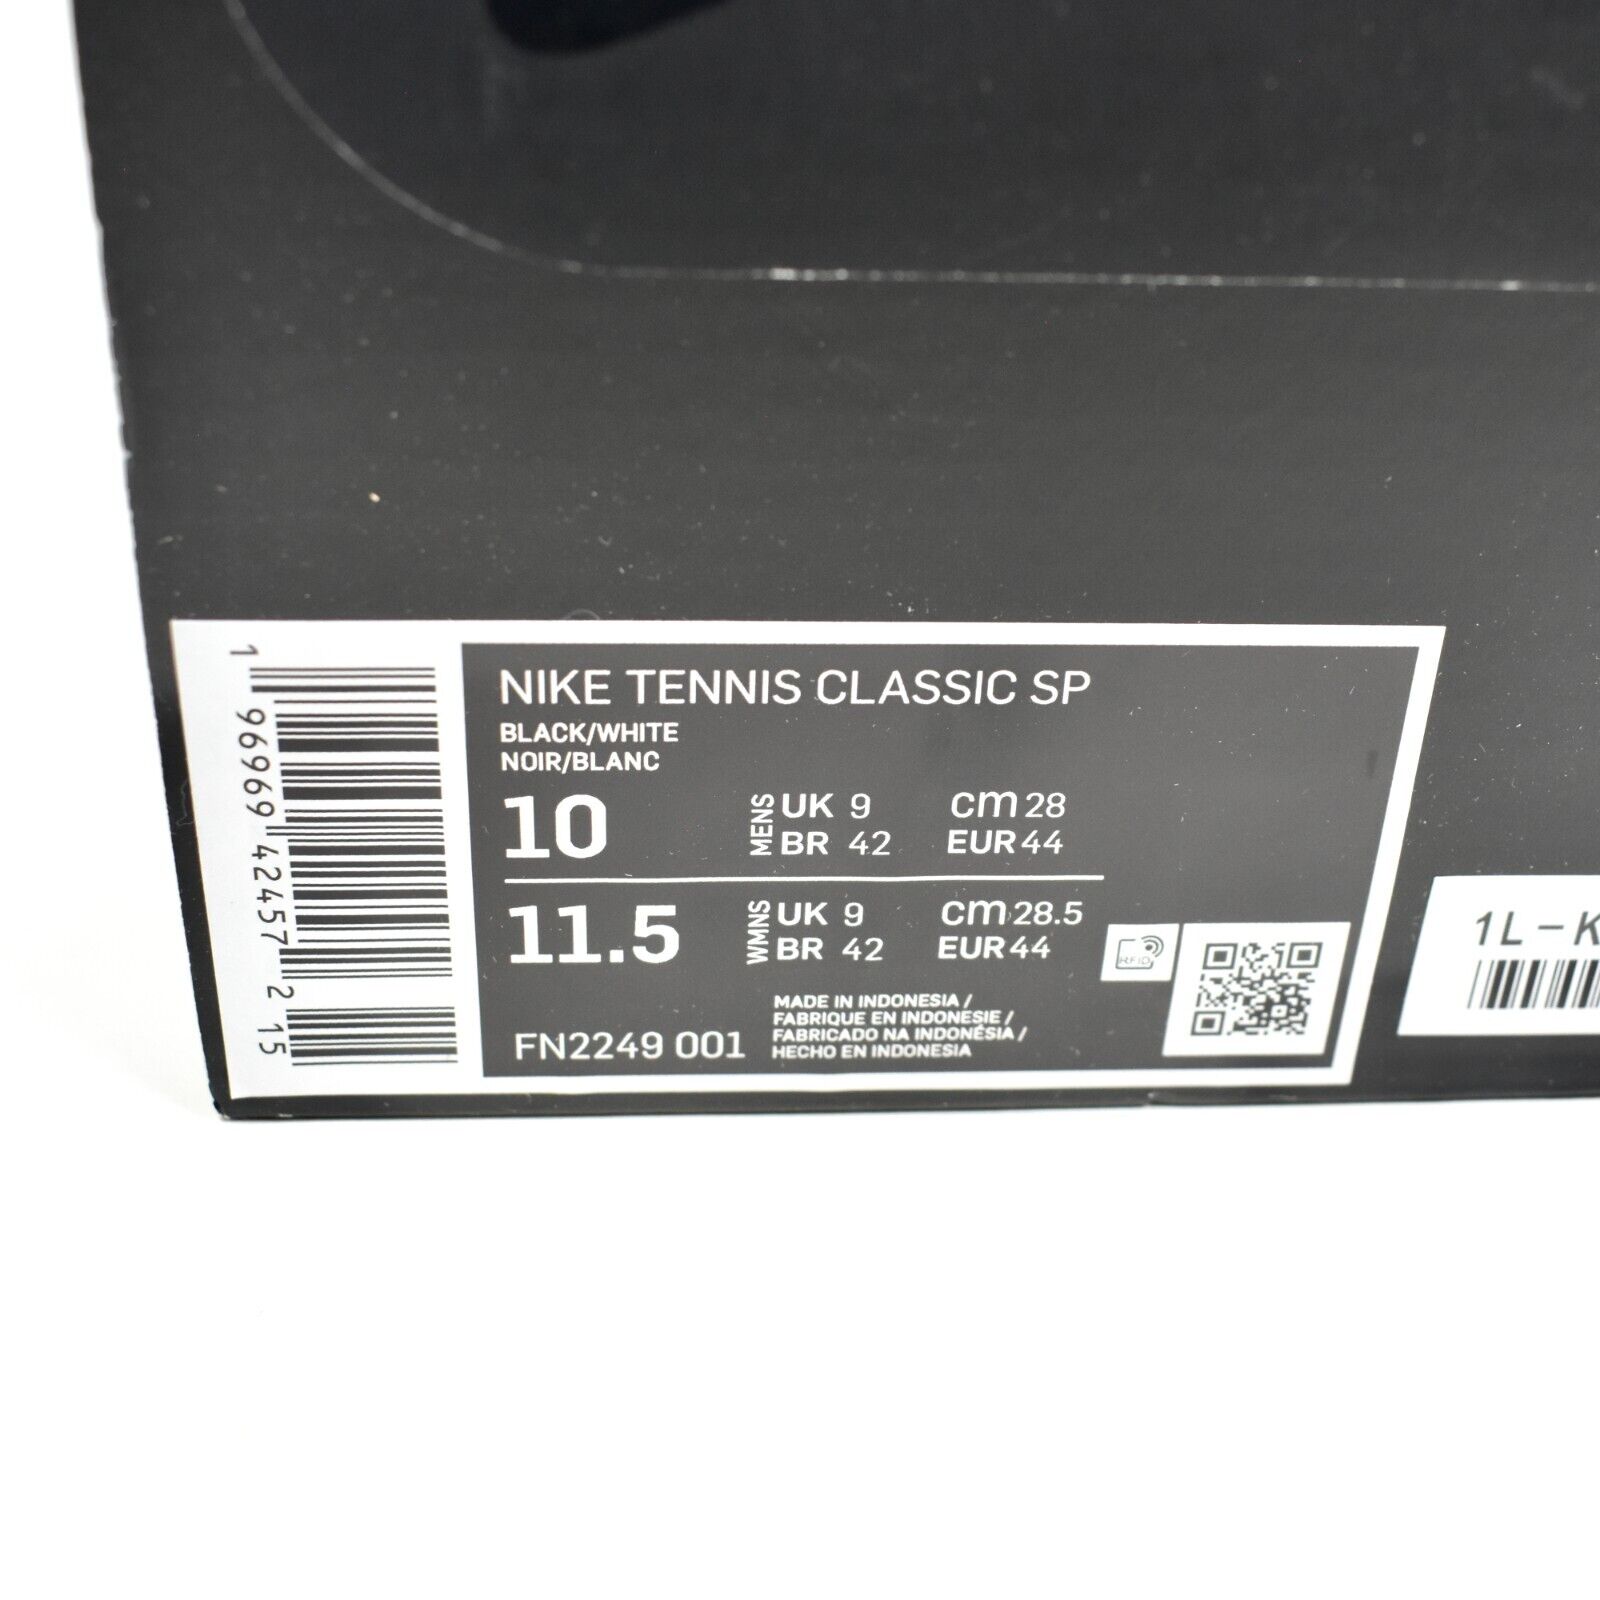 NIKE TENNIS CLASSIC SP
BLACK/WHITE
NOIR/BLANC
10 MENS UK 9 cm 28
BR 42 EUR 44
11.5 WMNS UK 9 cm 28.5
BR 42 EUR 44
FN2249 001
MADE IN INDONESIA /
FABRIQUE EN INDONESIE /
FABRICADO NA INDONÉSIA /
HECHO EN INDONESIA
RFID
1 96969 42457 2 15
1L-K